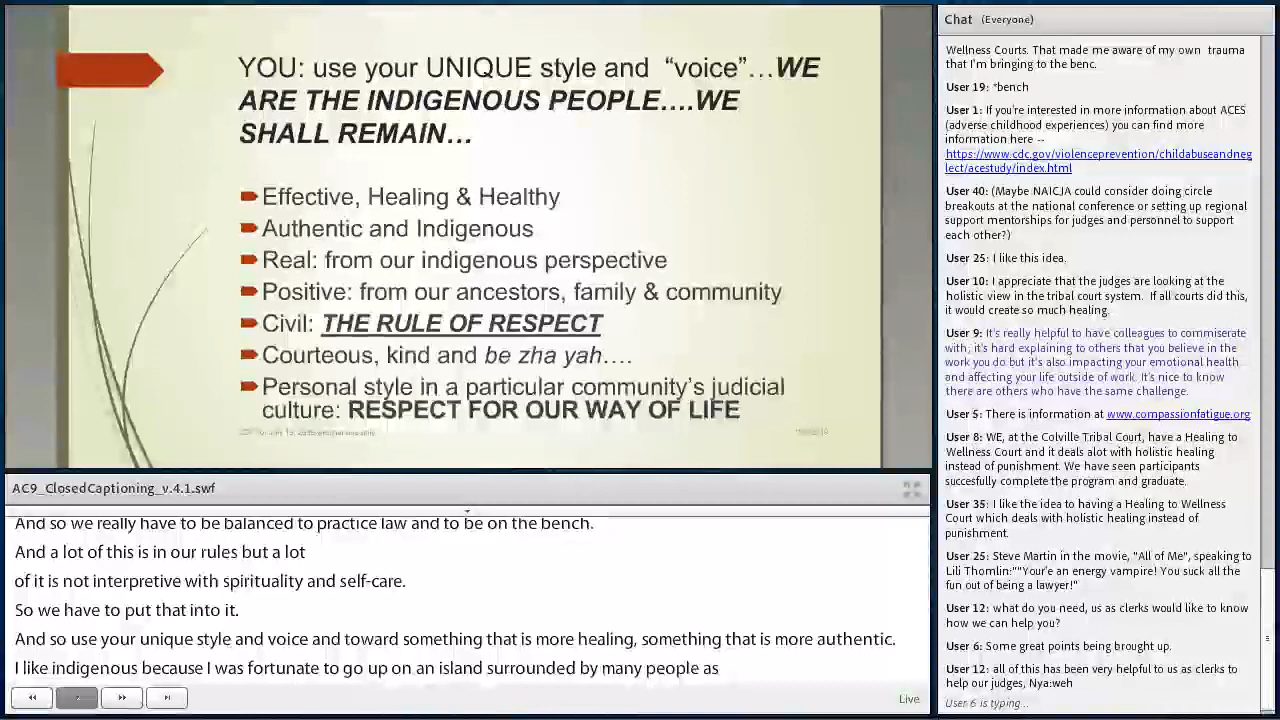 YOU: use your UNIQUE style and “voice”…WE
ARE THE INDIGENOUS PEOPLE….WE
SHALL REMAIN…
Effective, Healing & Healthy
Authentic and Indigenous
Real: from our indigenous perspective
Positive: from our ancestors, family & community
Civil: THE RULE OF RESPECT
Courteous, kind and be zha yah….
Personal style in a particular community’s judicial
culture: RESPECT FOR OUR WAY OF LIFE
AC9_ClosedCaptioning_v.4.1.swf
And so we really have to be balanced to practice law and to be on the bench.
And a lot of this is in our rules but a lot
of it is not interpretive with spirituality and self-care.
So we have to put that into it.
And so use your unique style and voice and toward something that is more healing, something that is more authentic.
I like indigenous because I was fortunate to go up on an island surrounded by many people as
Live
Chat (Everyone)
Wellness Courts. That made me aware of my own trauma
that I'm bringing to the benc.
User 19: *bench
User 1: If you're interested in more information about ACES
(adverse childhood experiences) you can find more
information here --
https://www.cdc.gov/violenceprevention/childabuseandneg
lect/acestudy/index.html
User 40: (Maybe NAICJA could consider doing circle
breakouts at the national conference or setting up regional
support mentorships for judges and personnel to support
each other?)
User 25: I like this idea.
User 10: I appreciate that the judges are looking at the
holistic view in the tribal court system. If all courts did this,
it would create so much healing.
User 9: It's really helpful to have colleagues to commiserate
with, it's hard explaining to others that you believe in the
work you do but it's also impacting your emotional health
and affecting your life outside of work. It's nice to know
there are others who have the same challenge.
User 5: There is information at www.compassionfatigue.org
User 8: WE, at the Colville Tribal Court, have a Healing to
Wellness Court and it deals alot with holistic healing
instead of punishment. We have seen participants
succesfully complete the program and graduate.
User 35: I like the idea to having a Healing to Wellness
Court which deals with holistic healing instead of
punishment.
User 25: Steve Martin in the movie, "All of Me", speaking to
Lili Thomlin:""Your'e an energy vampire! You suck all the
fun out of being a lawyer!"
User 12: what do you need, us as clerks would like to know
how we can help you?
User 6: Some great points being brought up.
User 12: all of this has been very helpful to us as clerks to
help our judges, Nya:weh
User 6 is typing...